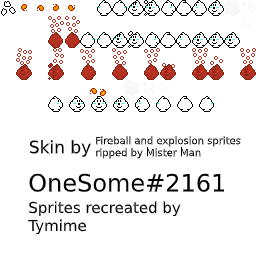 Skin by Fireball and explosion sprites
ripped by Mister Man
OneSome#2161
Sprites recreated by
Tymime